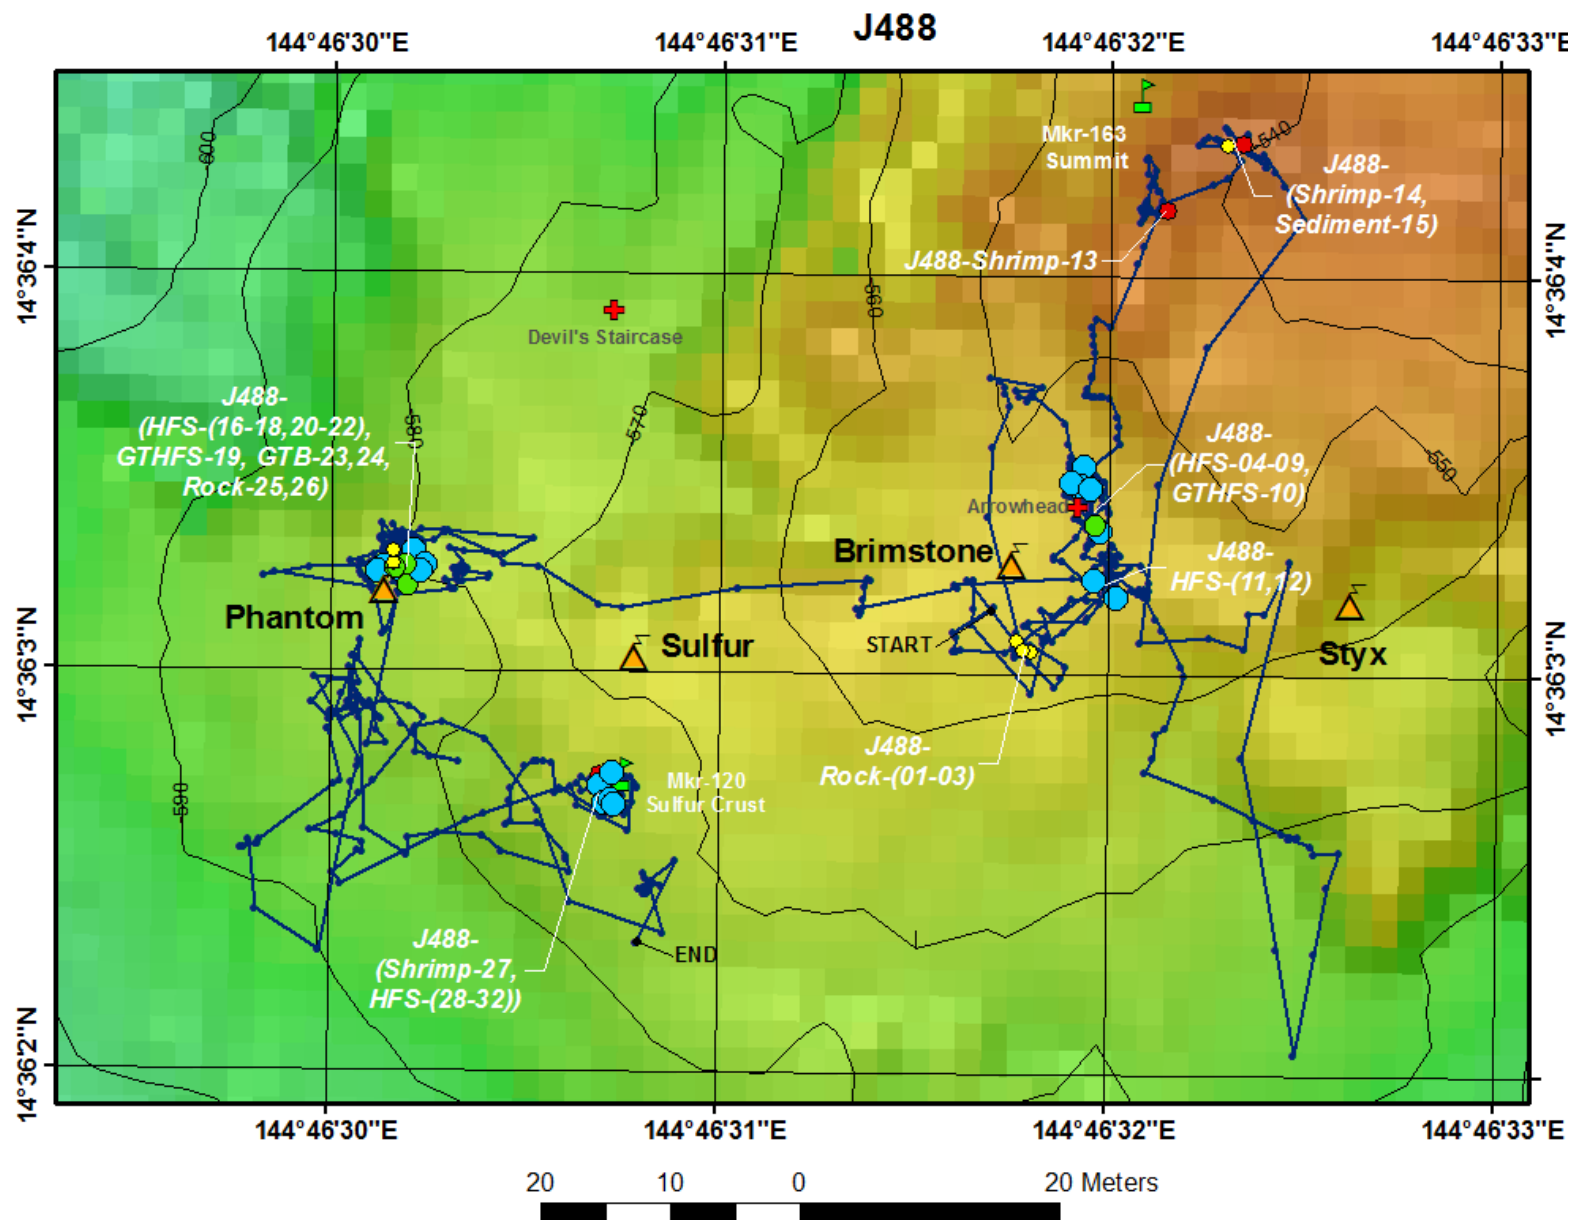 J488
144°46'30"E 144°46'31"E 144°46'32"E 144°46'33"E
14°36'4"N
14°36'3"N
14°36'2"N
14°36'4"N
14°36'3"N
14°36'2"N
600
540
Mkr-163
Summit
J488-
(Shrimp-14,
Sediment-15)
J488-Shrimp-13
560
Devil's Staircase
J488-
(HFS-(16-18,20-22),
GTHFS-19, GTB-23,24,
Rock-25,26)
580
570
J488-
(HFS-04-09,
GTHFS-10)
550
Arrowhead
Brimstone
J488-
HFS-(11,12)
Phantom
Sulfur
START
Styx
J488-
Rock-(01-03)
590
Mkr-120
Sulfur Crust
J488-
(Shrimp-27,
HFS-(28-32))
END
144°46'30"E 144°46'31"E 144°46'32"E 144°46'33"E
20 10 0 20 Meters